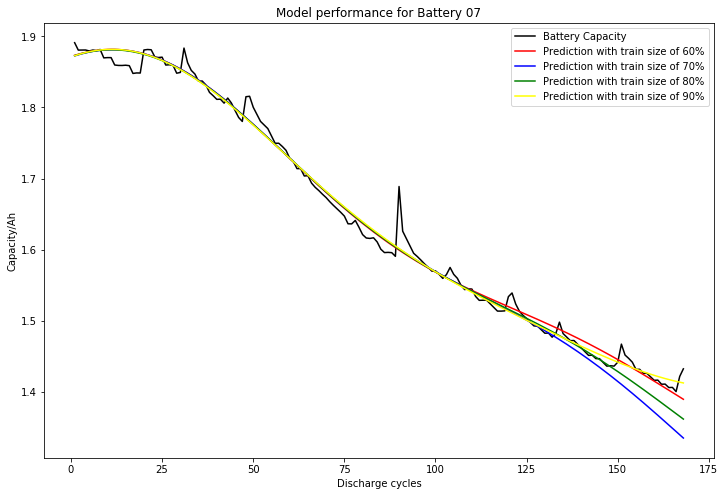 Model performance for Battery 07
Battery Capacity
Prediction with train size of 60%
Prediction with train size of 70%
Prediction with train size of 80%
Prediction with train size of 90%
Capacity/Ah
1.9
1.8
1.7
1.6
1.5
1.4
0
25
50
75
100
125
150
175
Discharge cycles